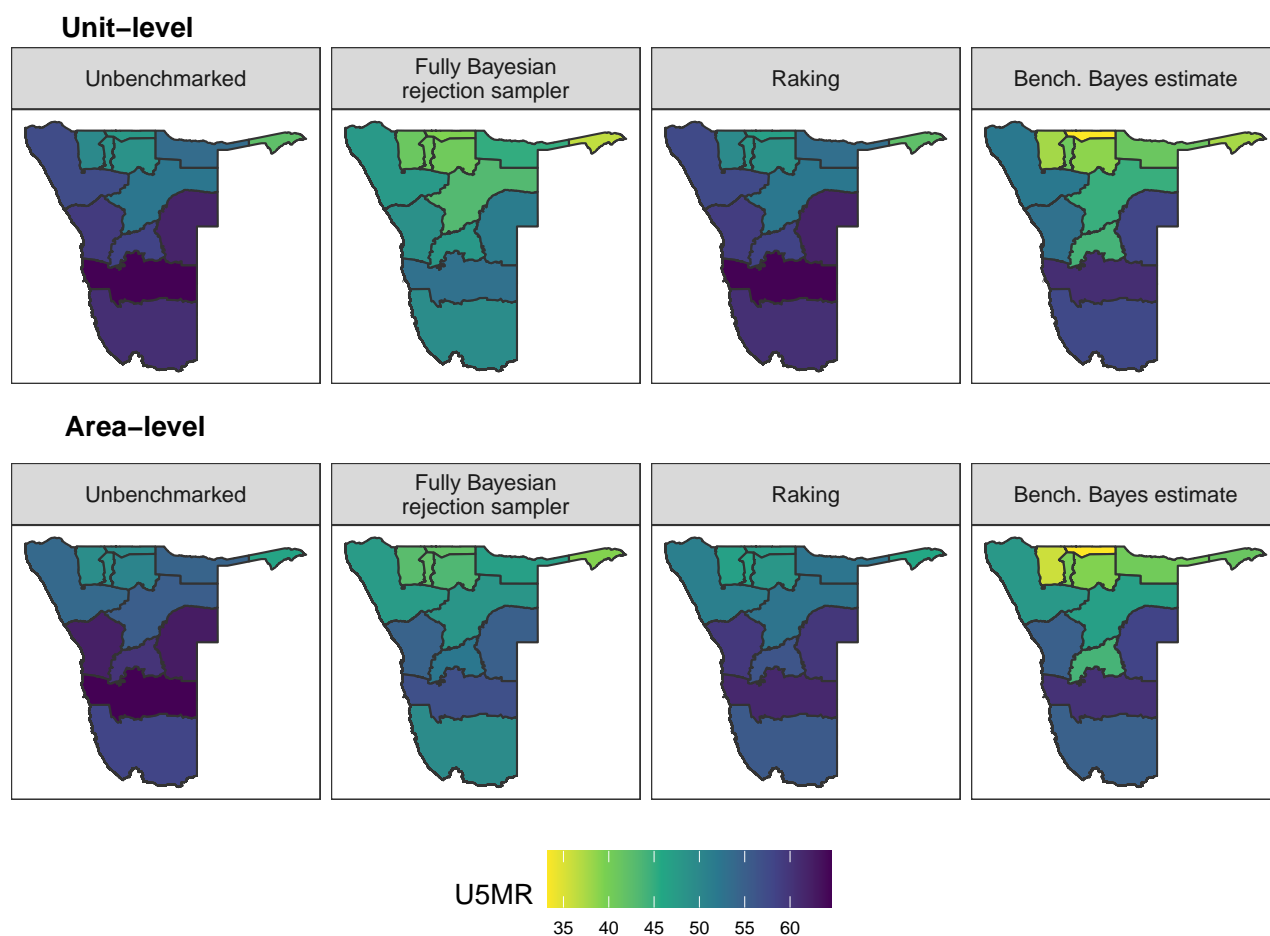 Unit−level
Unbenchmarked
Fully Bayesian
rejection sampler
Raking
Bench. Bayes estimate
Area−level
Unbenchmarked
Fully Bayesian
rejection sampler
Raking
Bench. Bayes estimate
U5MR
35 40 45 50 55 60